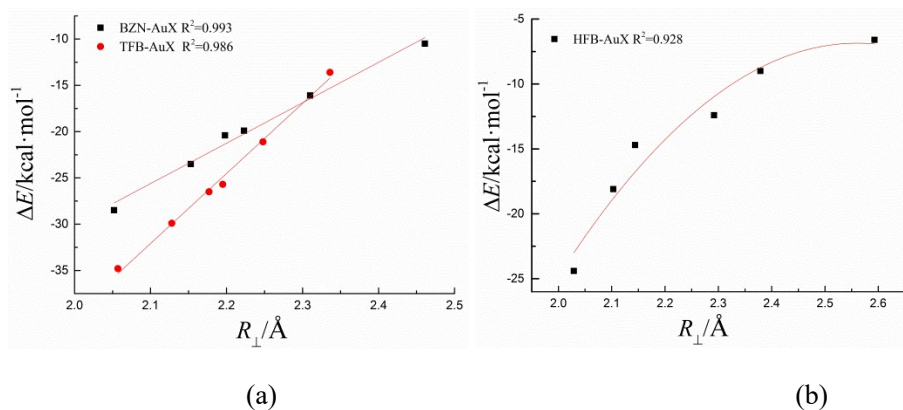 BZN-AuX R²=0.993
TFB-AuX R²=0.986
-10
-15
-20
-25
-30
-35
ΔE/kcal·mol⁻¹
2.0 2.1 2.2 2.3 2.4 2.5
R⊥/Å
(a)
HFB-AuX R²=0.928
-5
-10
-15
-20
-25
ΔE/kcal·mol⁻¹
2.0 2.1 2.2 2.3 2.4 2.5 2.6
R⊥/Å
(b)